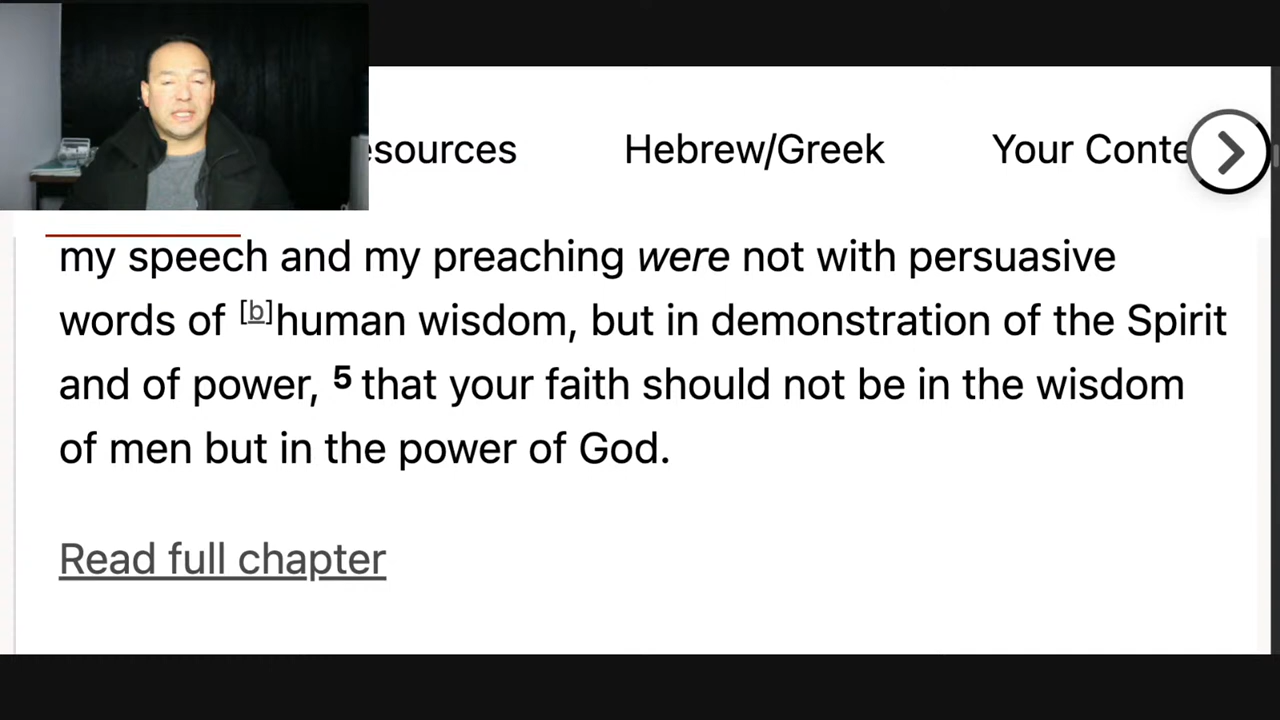 esources Hebrew/Greek Your Conte
my speech and my preaching were not with persuasive
words of [b]human wisdom, but in demonstration of the Spirit
and of power, 5 that your faith should not be in the wisdom
of men but in the power of God.
Read full chapter